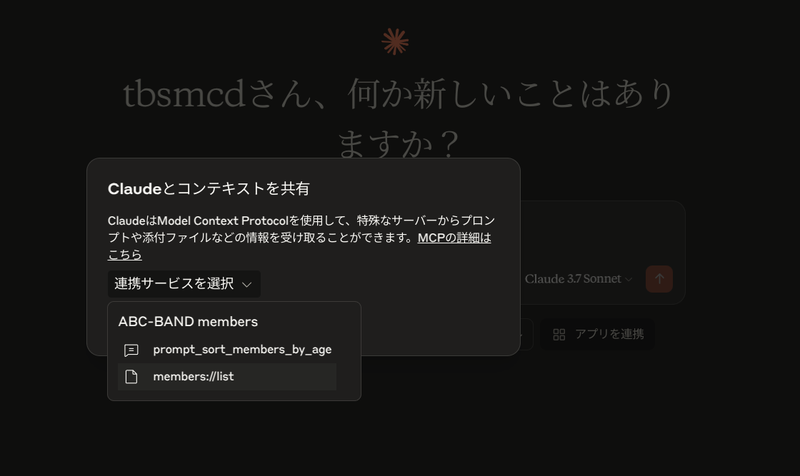 tbsmcdさん、何か新しいことはあり
ますか？
Claudeとコンテキストを共有
ClaudeはModel Context Protocolを使用して、特殊なサーバーからプロン
プトや添付ファイルなどの情報を受け取ることができます。MCPの詳細は
こちら
連携サービスを選択
Claude 3.7 Sonnet
ABC-BAND members
アプリを連携
prompt_sort_members_by_age
members://list